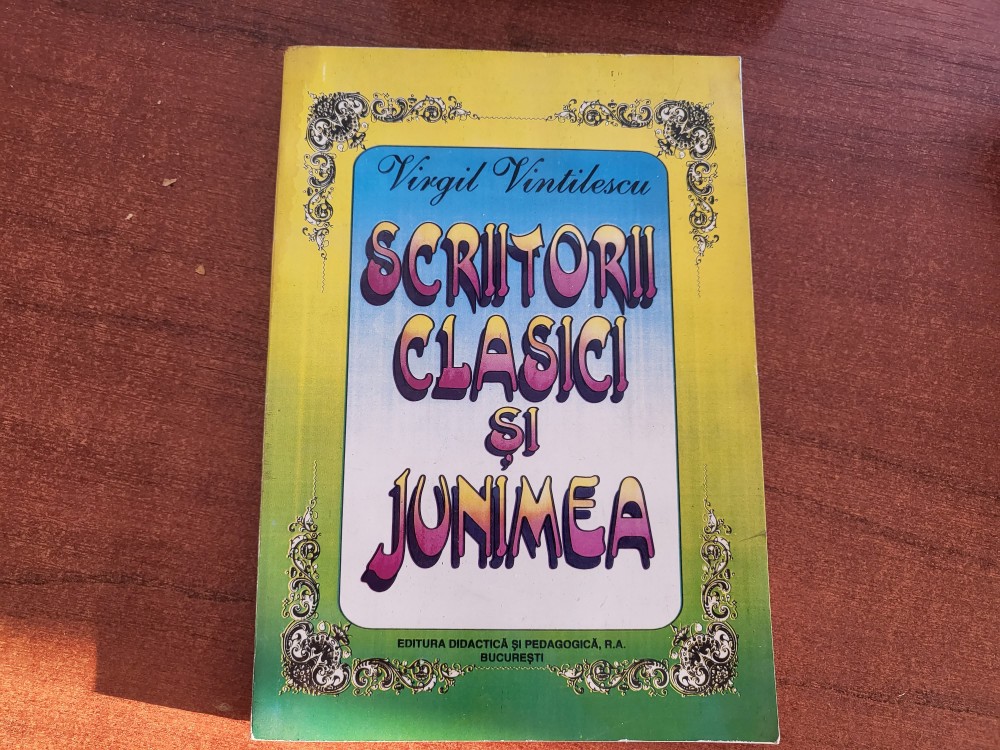 Virgil Vintilescu
SCRIITORII
CLASICI
ȘI
JUNIMEA
EDITURA DIDACTICĂ ȘI PEDAGOGICĂ, R.A.
BUCUREȘTI